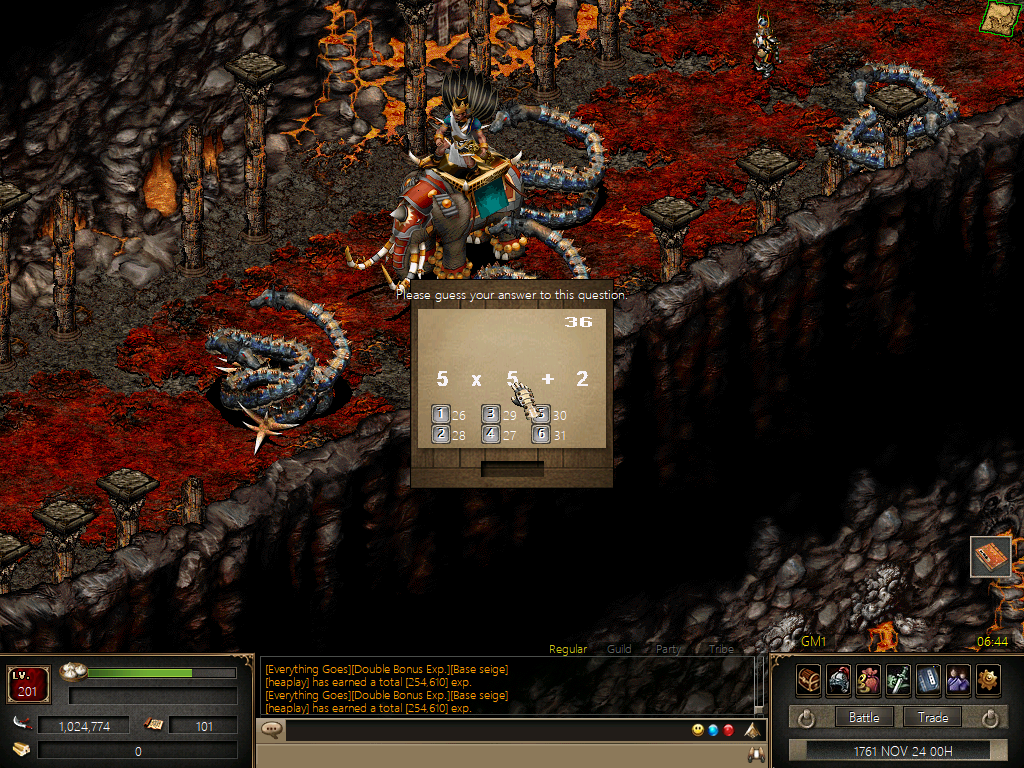 Please guess your answer to this question.
36
5 x 5 + 2
1 26 3 29 5 30
2 28 4 27 6 31
GM1 06:44
Regular Guild Party Tribe
[Everything Goes][Double Bonus Exp.][Base seige]
[heaplay] has earned a total [254,610] exp.
[Everything Goes][Double Bonus Exp.][Base seige]
[heaplay] has earned a total [254,610] exp.
LV.
201
1,024,774 101
0
Battle Trade
1761 NOV 24 00H